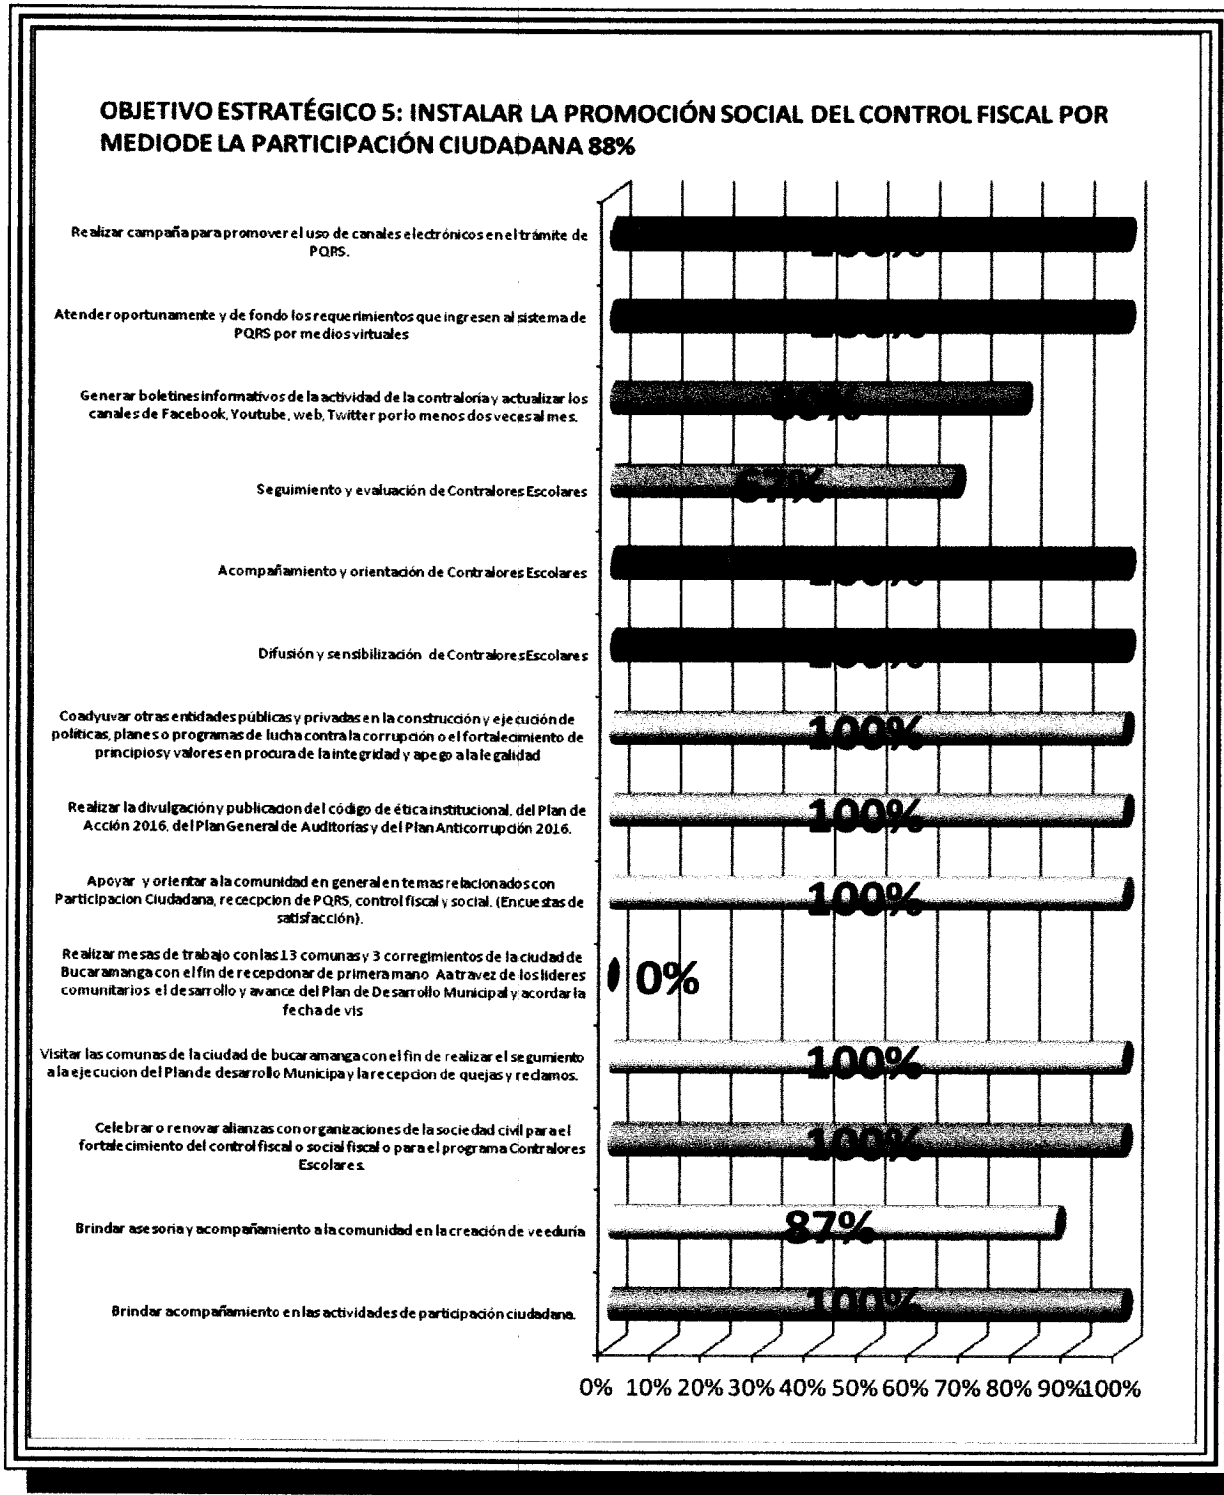 OBJETIVO ESTRATÉGICO 5: INSTALAR LA PROMOCIÓN SOCIAL DEL CONTROL FISCAL POR
MEDIODE LA PARTICIPACIÓN CIUDADANA 88%
Realizar campaña para promover el uso de canales electrónicos en el trámite de
PQRS.
100%
Atender oportunamente y de fondo los requerimientos que ingresen al sistema de
PQRS por medios virtuales
100%
Generar boletines informativos de la actividad de la contraloría y actualizar los
canales de Facebook, Youtube, web, Twitter por lo menos dos veces al mes.
Seguimiento y evaluación de Contralores Escolares
67%
Acompañamiento y orientación de Contralores Escolares
100%
Difusión y sensibilización de Contralores Escolares
100%
Coadyuvar otras entidades públicas y privadas en la construcción y ejecución de
políticas, planes o programas de lucha contra la corrupción o el fortalecimiento de
principios y valores en procura de la integridad y apego a la legalidad
100%
Realizar la divulgación y publicacion del código de ética institucional, del Plan de
Acción 2016, del Plan General de Auditorías y del Plan Anticorrupción 2016.
100%
Apoyar y orientar a la comunidad en general en temas relacionados con
Participacion Ciudadana, rececpcion de PQRS, control fiscal y social. (Encuestas de
satisfacción).
100%
Realizar mesas de trabajo con las 13 comunas y 3 corregimientos de la ciudad de
Bucaramanga con el fin de recepcionar de primera mano Aatravez de los lideres
comunitarios el desarrollo y avance del Plan de Desarrollo Municipal y acordar la
fecha de vis
0%
Visitar las comunas de la ciudad de bucaramanga con el fin de realizar el segumiento
a la ejecucion del Plan de desarrollo Municipa y la recepcion de quejas y reclamos.
100%
Celebrar o renovar alianzas con organizaciones de la sociedad civil para el
fortalecimiento del control fiscal o social fiscal o para el programa Contralores
Escolares.
100%
Brindar asesoria y acompañamiento a la comunidad en la creación de veeduría
87%
Brindar acompañamiento en las actividades de participación ciudadana.
100%
0% 10% 20% 30% 40% 50% 60% 70% 80% 90% 100%